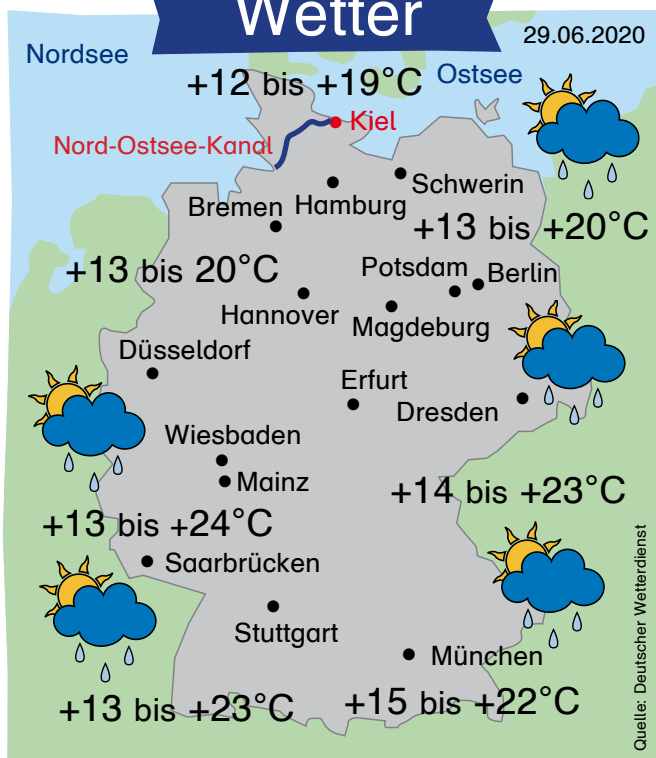 Wetter
29.06.2020
Nordsee
Ostsee
+12 bis +19°C
Kiel
Nord-Ostsee-Kanal
Schwerin
Hamburg
Bremen
+13 bis +20°C
+13 bis 20°C
Potsdam
Berlin
Hannover
Magdeburg
Düsseldorf
Erfurt
Dresden
Wiesbaden
Mainz
+14 bis +23°C
+13 bis +24°C
Saarbrücken
Stuttgart
München
+13 bis +23°C
+15 bis +22°C
Quelle: Deutscher Wetterdienst